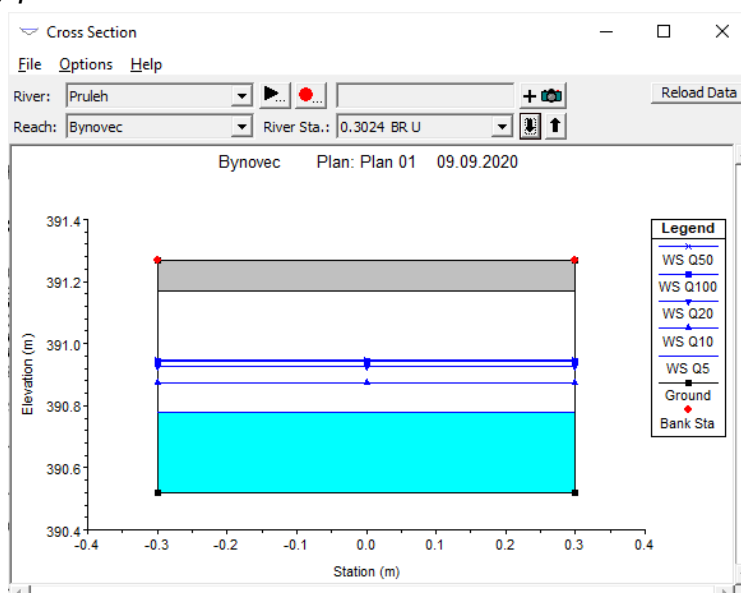 Cross Section
File Options Help
River: Pruleh
Reload Data
Reach: Bynovec River Sta.: 0.3024 BR U
Bynovec Plan: Plan 01 09.09.2020
Legend
WS Q50
WS Q100
WS Q20
WS Q10
WS Q5
Ground
Bank Sta
Elevation (m)
391.4
391.2
391.0
390.8
390.6
390.4
-0.4 -0.3 -0.2 -0.1 0.0 0.1 0.2 0.3 0.4
Station (m)